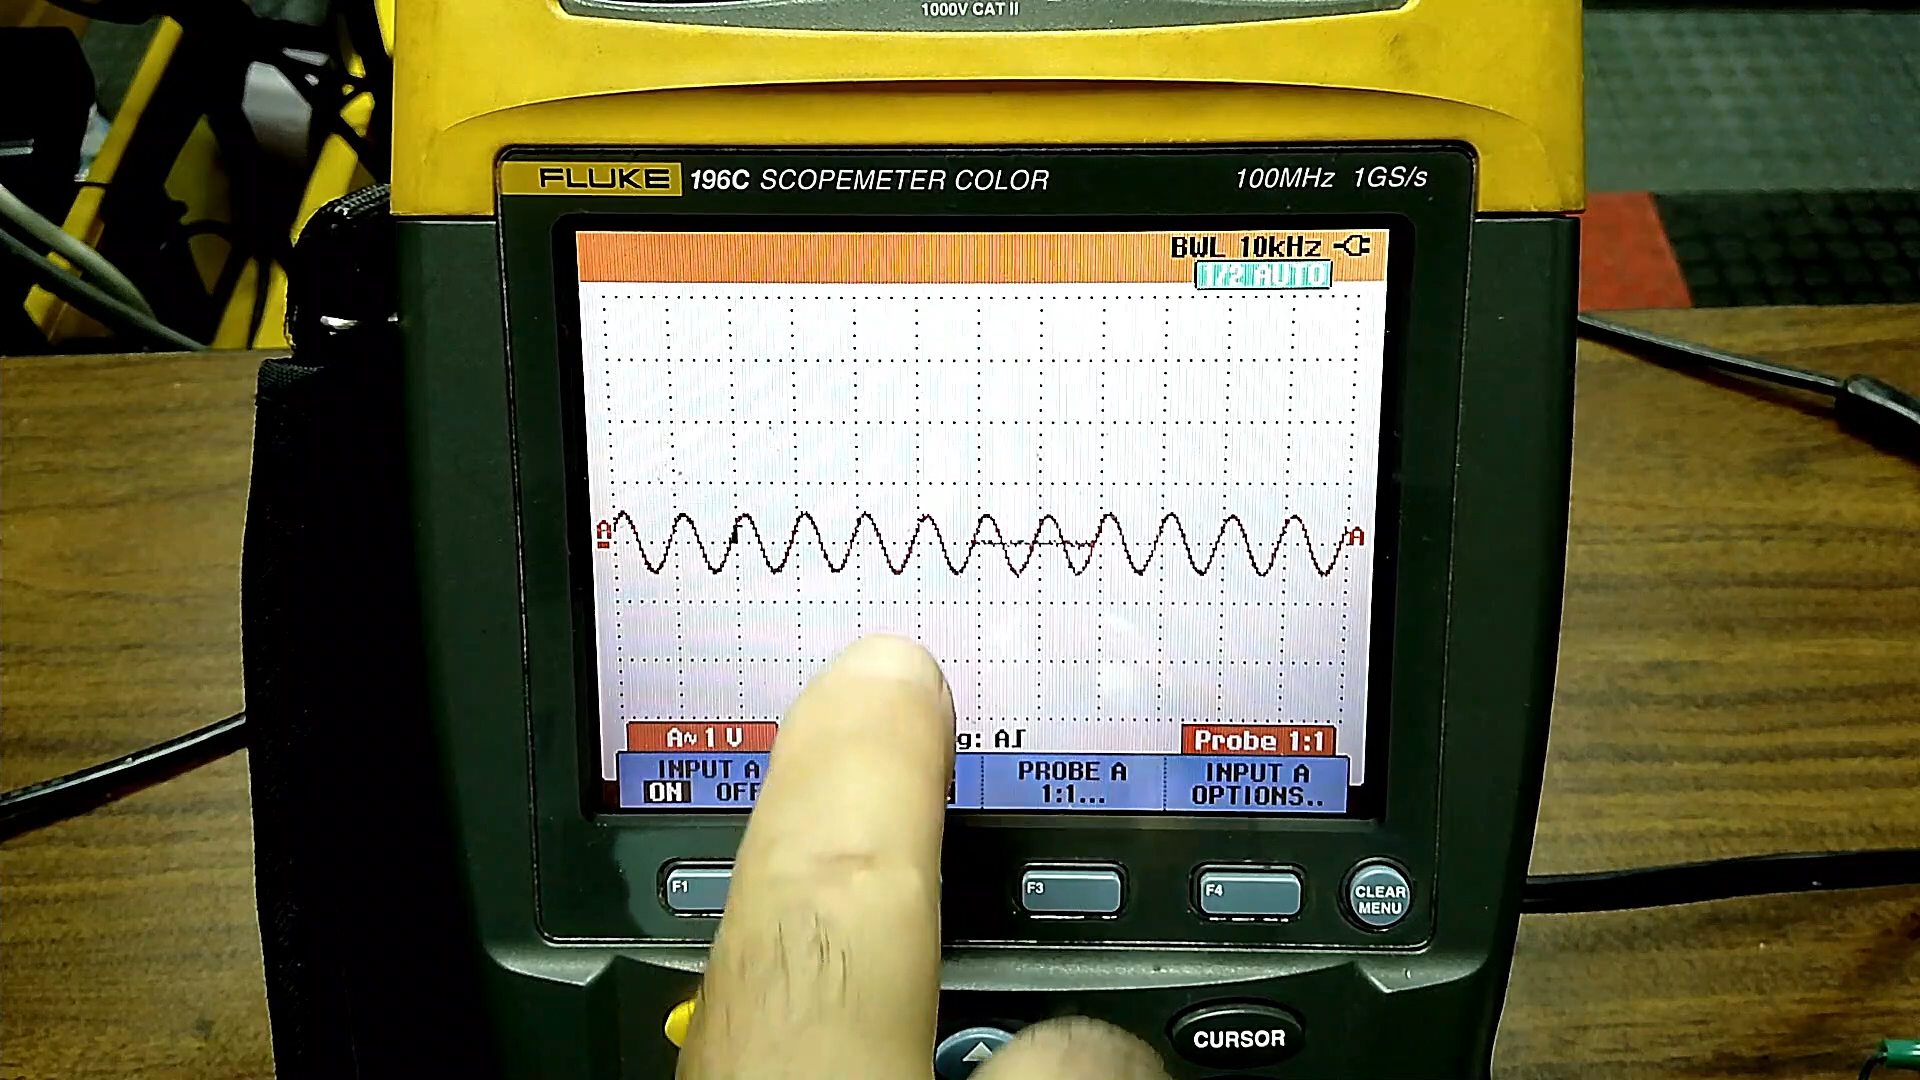 1000V CAT II
FLUKE 196C SCOPEMETER COLOR 100MHz 1GS/s
BWL 10kHz
1/2 AUTO
A A
A~ 1 V g: A Probe 1:1
INPUT A PROBE A INPUT A
ON OFF 1:1... OPTIONS..
F1 F3 F4 CLEAR
MENU
CURSOR